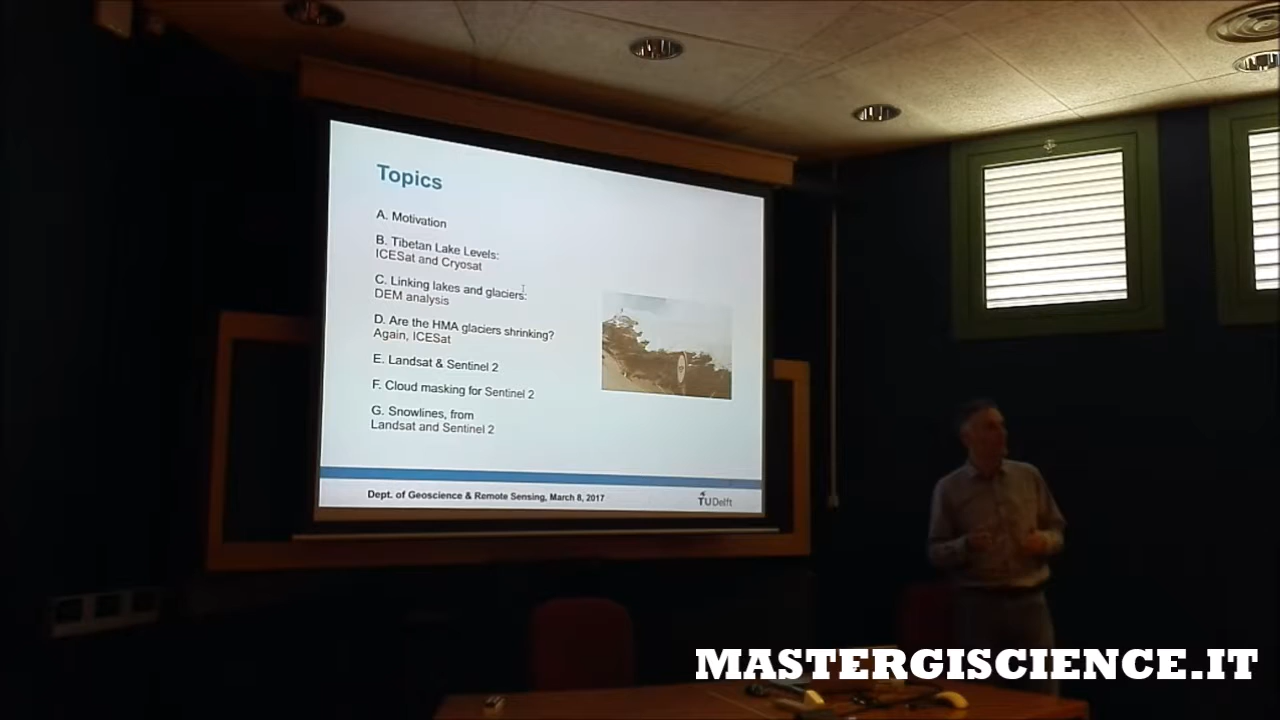 Topics
A. Motivation
B. Tibetan Lake Levels:
ICESat and Cryosat
C. Linking lakes and glaciers:
DEM analysis
D. Are the HMA glaciers shrinking?
Again, ICESat
E. Landsat & Sentinel 2
F. Cloud masking for Sentinel 2
G. Snowlines, from
Landsat and Sentinel 2
Dept. of Geoscience & Remote Sensing, March 8, 2017
TU Delft
MASTERGISCIENCE.IT